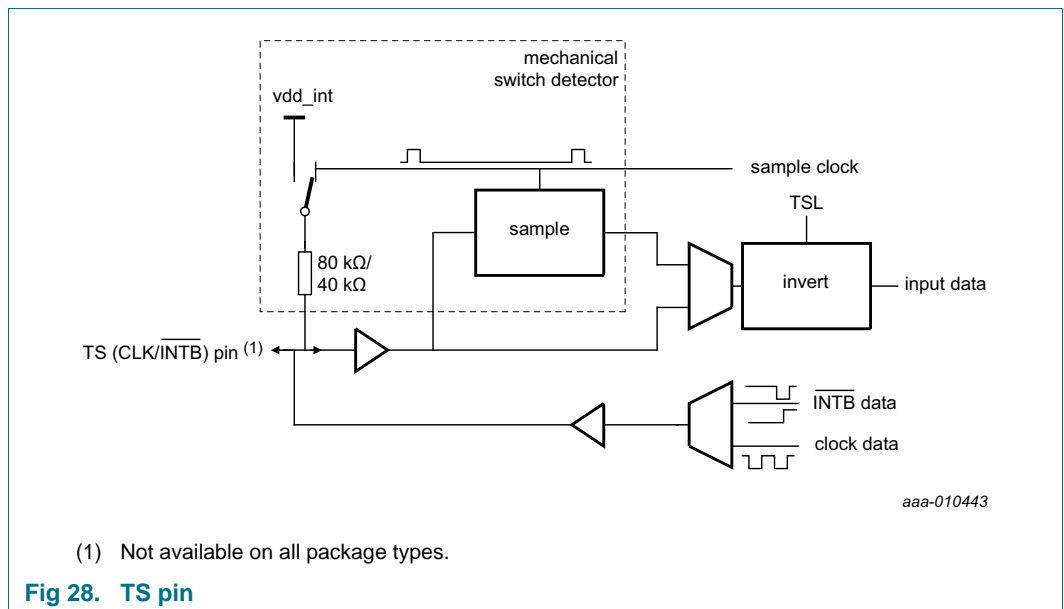 mechanical
switch detector
vdd_int
sample clock
TSL
sample
80 kΩ/
40 kΩ
invert
input data
TS (CLK/INTB) pin (1)
INTB data
clock data
aaa-010443
(1) Not available on all package types.
Fig 28. TS pin